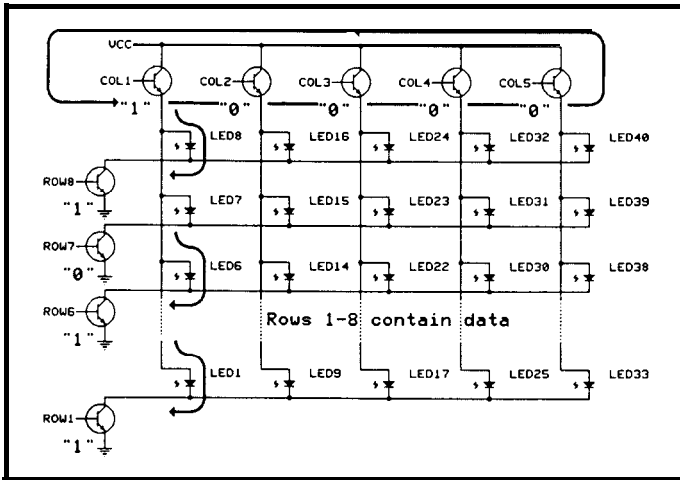 VCC
COL1 COL2 COL3 COL4 COL5
"1" "0" "0" "0" "0"
LED8 LED16 LED24 LED32 LED40
ROW8
"1"
LED7 LED15 LED23 LED31 LED39
ROW7
"0"
LED6 LED14 LED22 LED30 LED38
ROW6
"1"
Rows 1-8 contain data
LED1 LED9 LED17 LED25 LED33
ROW1
"1"